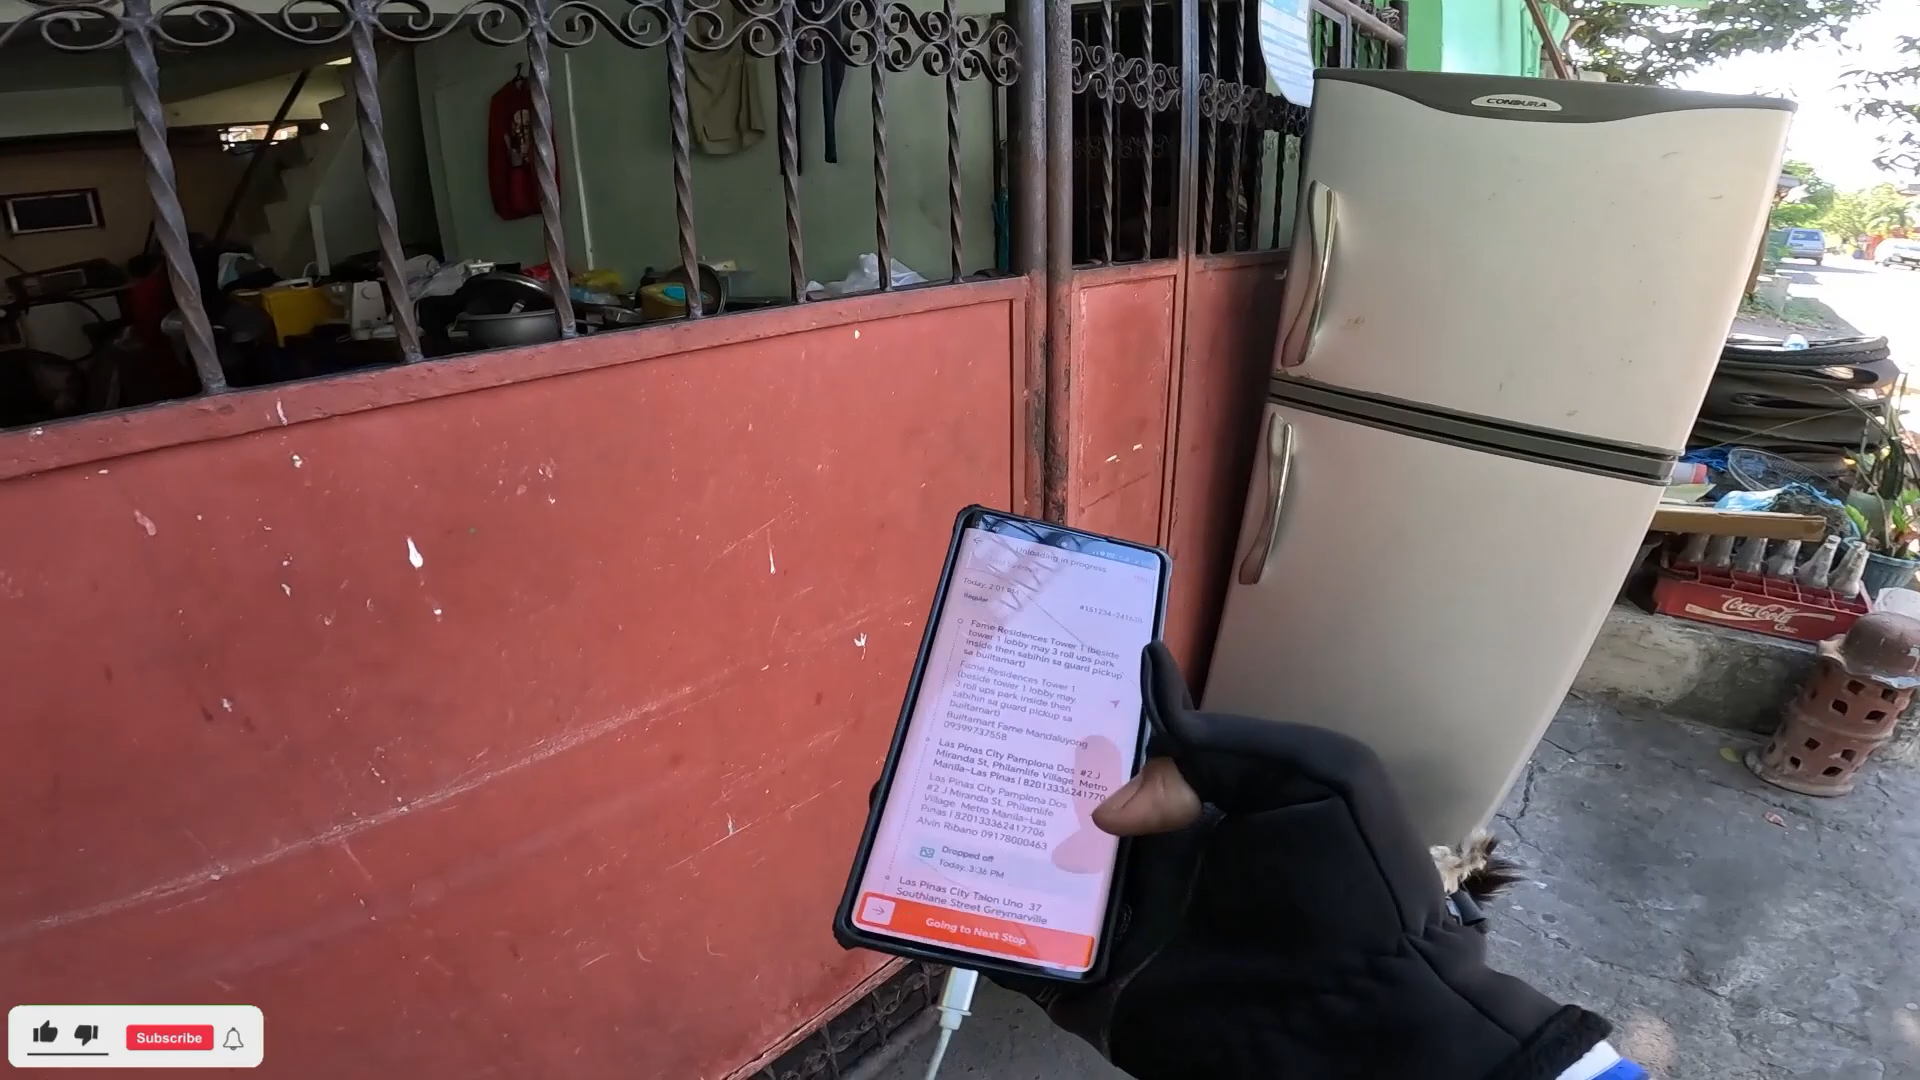 CONDURA
Unloading in progress
Today, 2:01 PM
Regular
Fame Residences Tower 1 (beside
tower 1 lobby may 3 roll ups park
inside then sabihin sa guard pickup
sa builtamart)
Fame Residences Tower 1
(beside tower 1 lobby may
3 roll ups park inside then
sabihin sa guard pickup sa
builtamart)
Builtamart Fame Mandaluyong
09399737558
Las Pinas City Pamplona Dos #2 J
Miranda St, Philamlife Village, Metro
Manila~Las Pinas | 82013336241770
Las Pinas City Pamplona Dos
#2 J Miranda St, Philamlife
Village, Metro Manila~Las
Pinas | 820133362417706
Alvin Ribano 09178000463
Dropped off
Today, 3:36 PM
Las Pinas City Talon Uno 37
Southlane Street Greymarville
Going to Next Stop
Coca-Cola
Coke
Subscribe